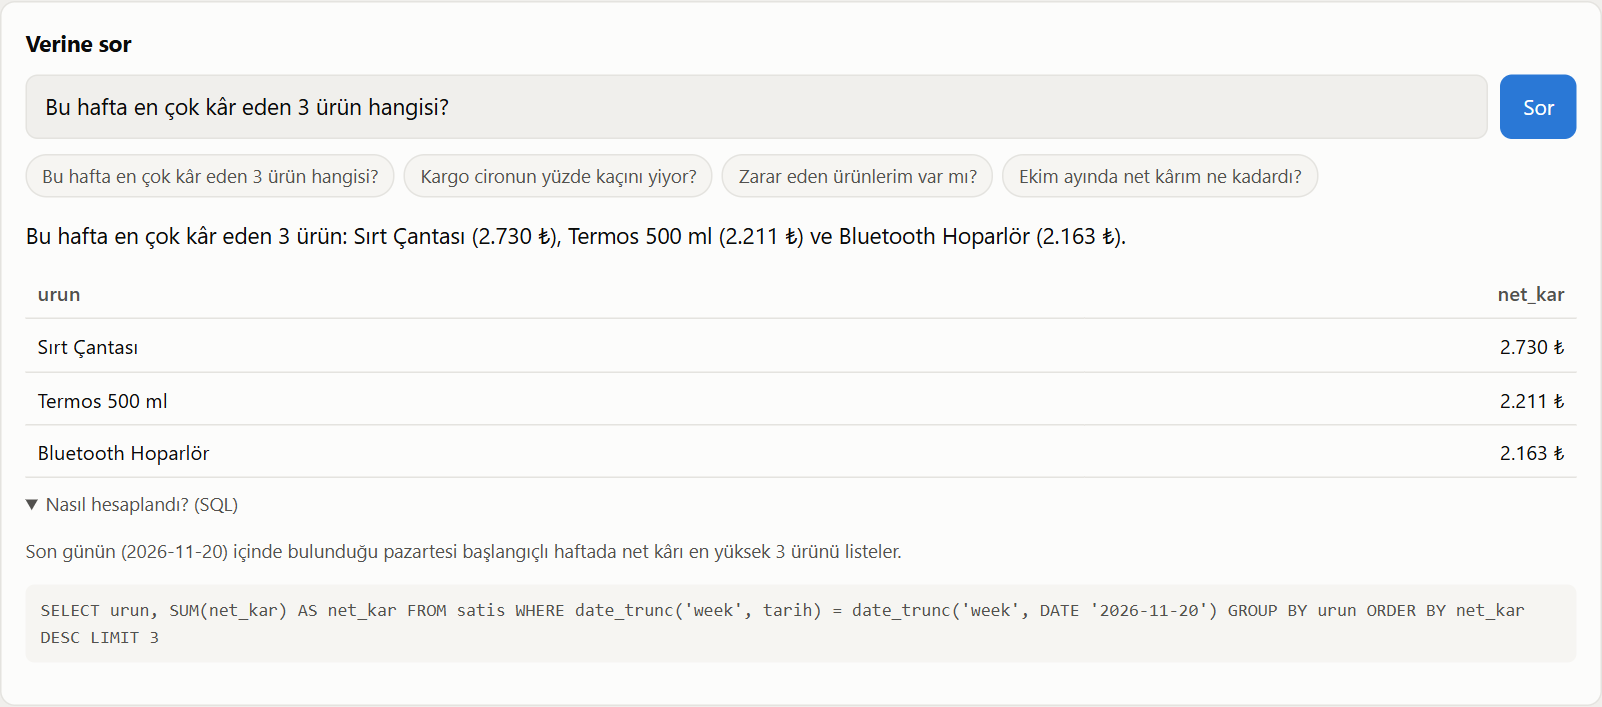 Verine sor
Bu hafta en çok kâr eden 3 ürün hangisi?
Sor
Bu hafta en çok kâr eden 3 ürün hangisi?
Kargo cironun yüzde kaçını yiyor?
Zarar eden ürünlerim var mı?
Ekim ayında net kârım ne kadardı?
Bu hafta en çok kâr eden 3 ürün: Sırt Çantası (2.730 ₺), Termos 500 ml (2.211 ₺) ve Bluetooth Hoparlör (2.163 ₺).
urun net_kar
Sırt Çantası 2.730 ₺
Termos 500 ml 2.211 ₺
Bluetooth Hoparlör 2.163 ₺
▼ Nasıl hesaplandı? (SQL)
Son günün (2026-11-20) içinde bulunduğu pazartesi başlangıçlı haftada net kârı en yüksek 3 ürünü listeler.
SELECT urun, SUM(net_kar) AS net_kar FROM satis WHERE date_trunc('week', tarih) = date_trunc('week', DATE '2026-11-20') GROUP BY urun ORDER BY net_kar
DESC LIMIT 3